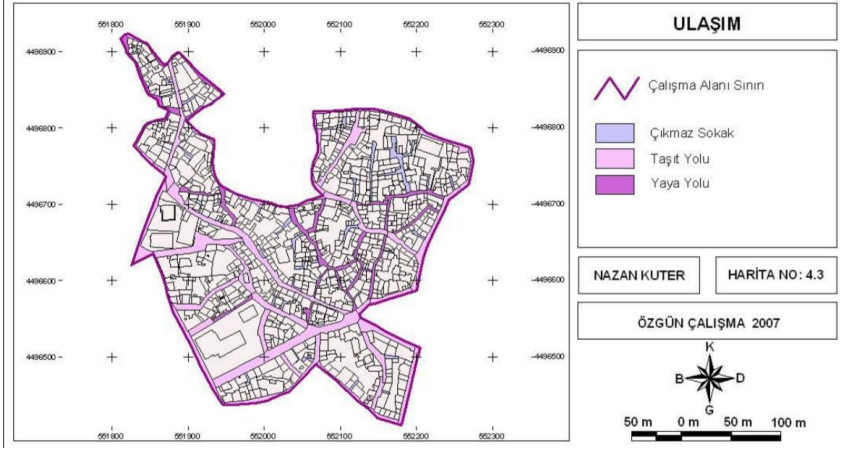 551800 551900 552000 552100 552200 552300
4496900 4496900
4496800 4496800
4496700 4496700
4496600 4496600
4496500 4496500
551800 551900 552000 552100 552200 552300
ULAŞIM
Çalışma Alanı Sınırı
Çıkmaz Sokak
Taşıt Yolu
Yaya Yolu
NAZAN KUTER
HARİTA NO: 4.3
ÖZGÜN ÇALIŞMA 2007
K
B D
G
50 m 0 m 50 m 100 m